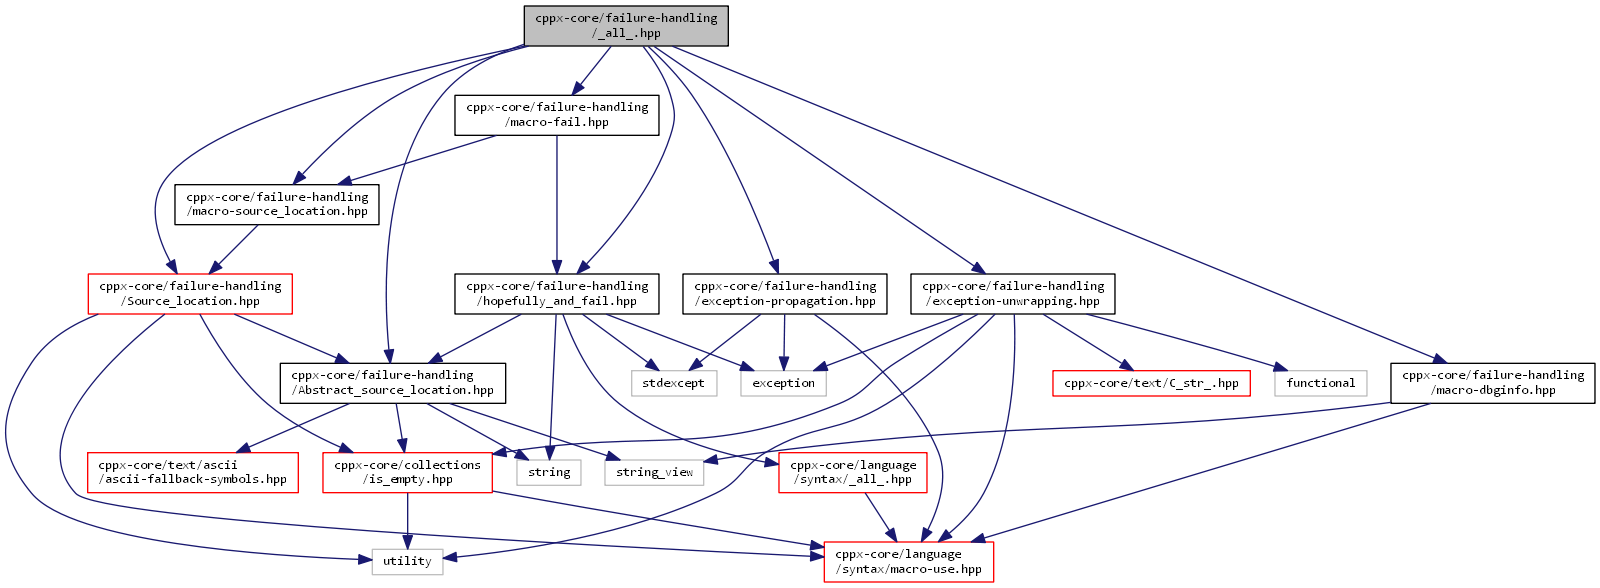 cppx-core/failure-handling
/_all_.hpp
cppx-core/failure-handling
/macro-fail.hpp
cppx-core/failure-handling
/macro-source_location.hpp
cppx-core/failure-handling
/Source_location.hpp
cppx-core/failure-handling
/hopefully_and_fail.hpp
cppx-core/failure-handling
/exception-propagation.hpp
cppx-core/failure-handling
/exception-unwrapping.hpp
cppx-core/failure-handling
/Abstract_source_location.hpp
stdexcept
exception
cppx-core/text/C_str_.hpp
functional
cppx-core/failure-handling
/macro-dbginfo.hpp
cppx-core/text/ascii
/ascii-fallback-symbols.hpp
cppx-core/collections
/is_empty.hpp
string
string_view
cppx-core/language
/syntax/_all_.hpp
utility
cppx-core/language
/syntax/macro-use.hpp